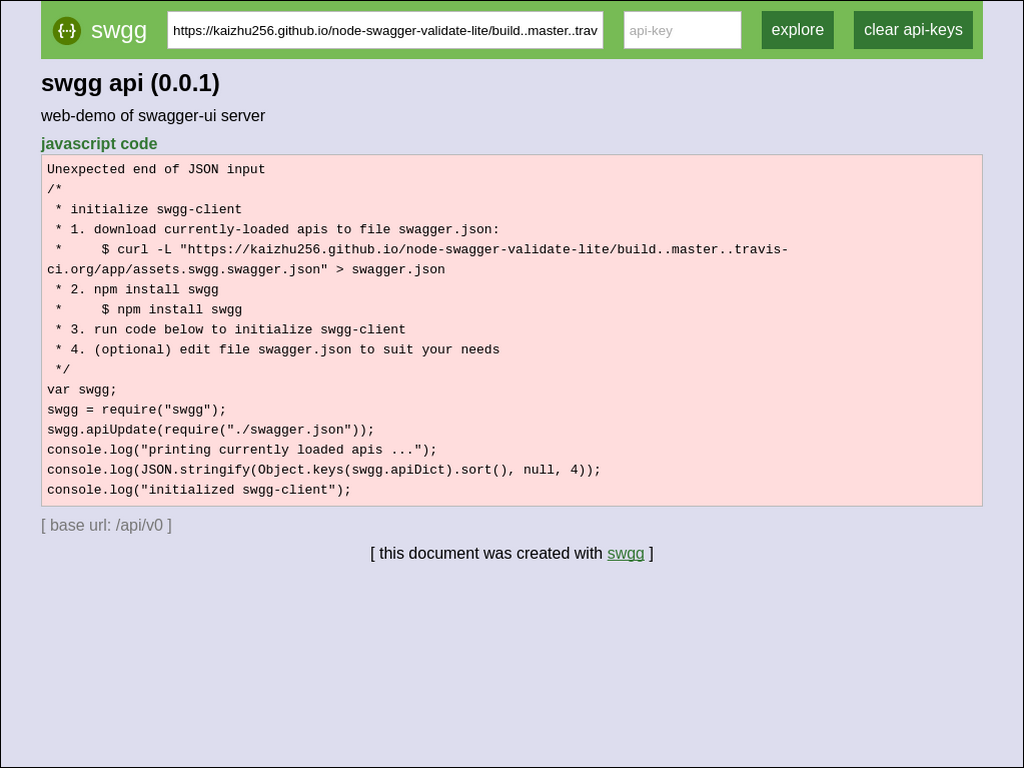 {··} swgg https://kaizhu256.github.io/node-swagger-validate-lite/build..master..trav api-key explore clear api-keys
swgg api (0.0.1)
web-demo of swagger-ui server
javascript code
Unexpected end of JSON input
/*
 * initialize swgg-client
 * 1. download currently-loaded apis to file swagger.json:
 *     $ curl -L "https://kaizhu256.github.io/node-swagger-validate-lite/build..master..travis-
ci.org/app/assets.swgg.swagger.json" > swagger.json
 * 2. npm install swgg
 *     $ npm install swgg
 * 3. run code below to initialize swgg-client
 * 4. (optional) edit file swagger.json to suit your needs
 */
var swgg;
swgg = require("swgg");
swgg.apiUpdate(require("./swagger.json"));
console.log("printing currently loaded apis ...");
console.log(JSON.stringify(Object.keys(swgg.apiDict).sort(), null, 4));
console.log("initialized swgg-client");
[ base url: /api/v0 ]
[ this document was created with swgg ]